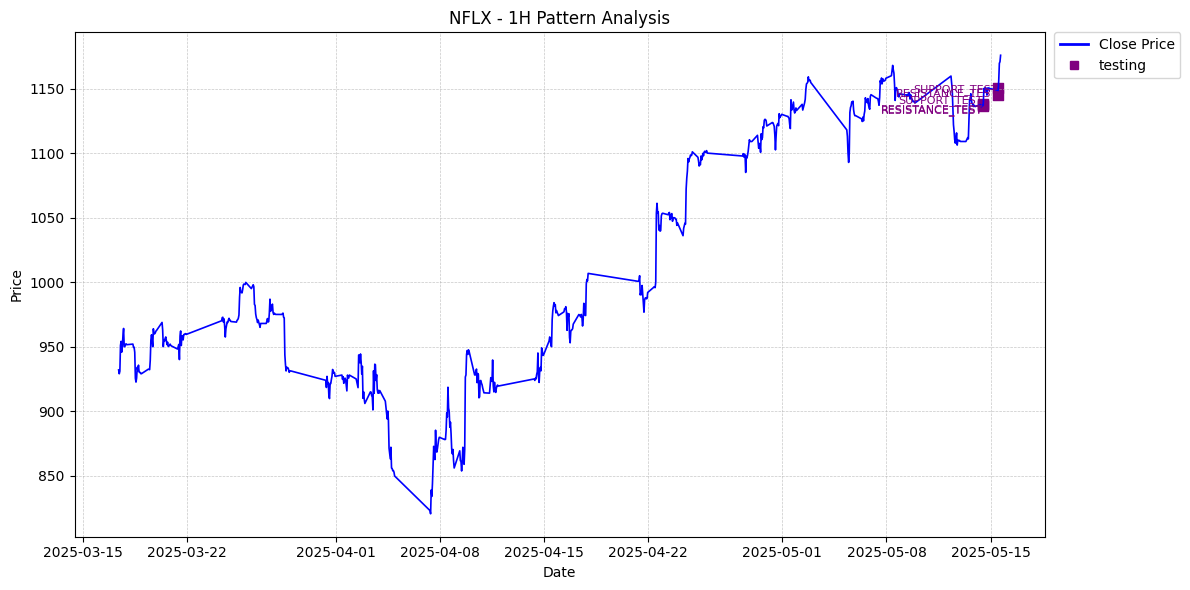 NFLX - 1H Pattern Analysis
Close Price
testing
Price
1150
1100
1050
1000
950
900
850
SUPPORT_TEST
RESISTANCE_TEST
SUPPORT_TEST
RESISTANCE_TEST
2025-03-15
2025-03-22
2025-04-01
2025-04-08
2025-04-15
2025-04-22
2025-05-01
2025-05-08
2025-05-15
Date